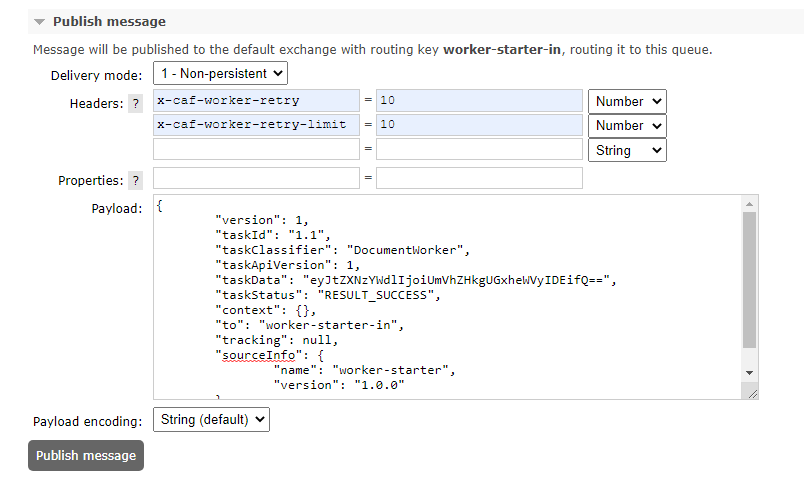 Publish message
Message will be published to the default exchange with routing key worker-starter-in, routing it to this queue.
Delivery mode: 1 - Non-persistent
Headers: ? x-caf-worker-retry = 10 Number
x-caf-worker-retry-limit = 10 Number
= String
Properties: ? =
Payload: {
"version": 1,
"taskId": "1.1",
"taskClassifier": "DocumentWorker",
"taskApiVersion": 1,
"taskData": "eyJtZXNzYWdlIjoiUmVhZHkgUGxheWVyIDEifQ==",
"taskStatus": "RESULT_SUCCESS",
"context": {},
"to": "worker-starter-in",
"tracking": null,
"sourceInfo": {
"name": "worker-starter",
"version": "1.0.0"
}
Payload encoding: String (default)
Publish message